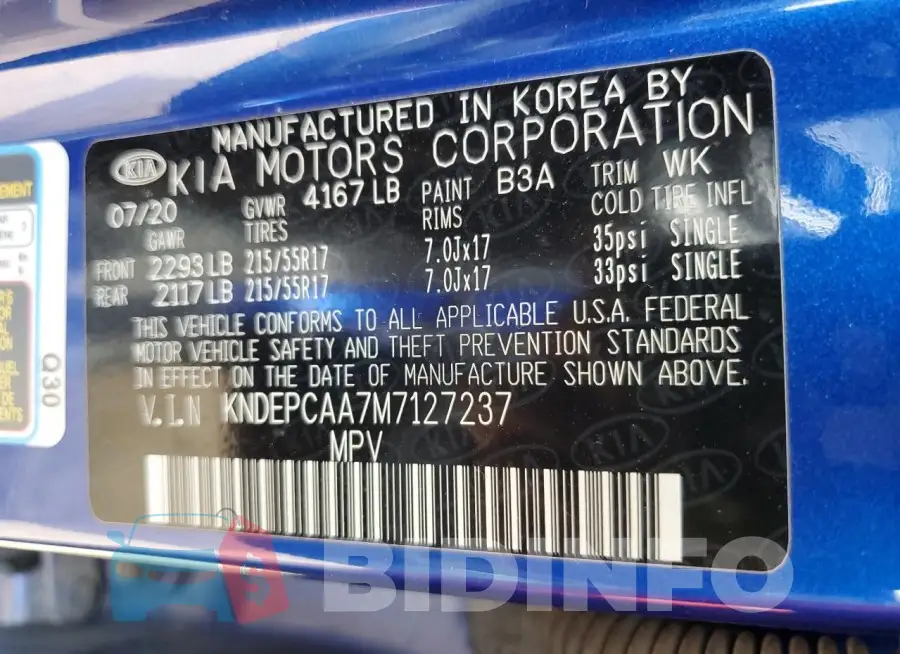 MANUFACTURED IN KOREA BY
KIA KIA MOTORS CORPORATION
07/20 GVWR 4167 LB PAINT B3A TRIM WK
GAWR TIRES RIMS COLD TIRE INFL
FRONT 2293 LB 215/55R17 7.0Jx17 35psi SINGLE
REAR 2117 LB 215/55R17 7.0Jx17 33psi SINGLE
THIS VEHICLE CONFORMS TO ALL APPLICABLE U.S.A. FEDERAL
MOTOR VEHICLE SAFETY AND THEFT PREVENTION STANDARDS
IN EFFECT ON THE DATE OF MANUFACTURE SHOWN ABOVE.
V.I.N KNDEPCAA7M7127237
MPV
Q30
BIDINFO